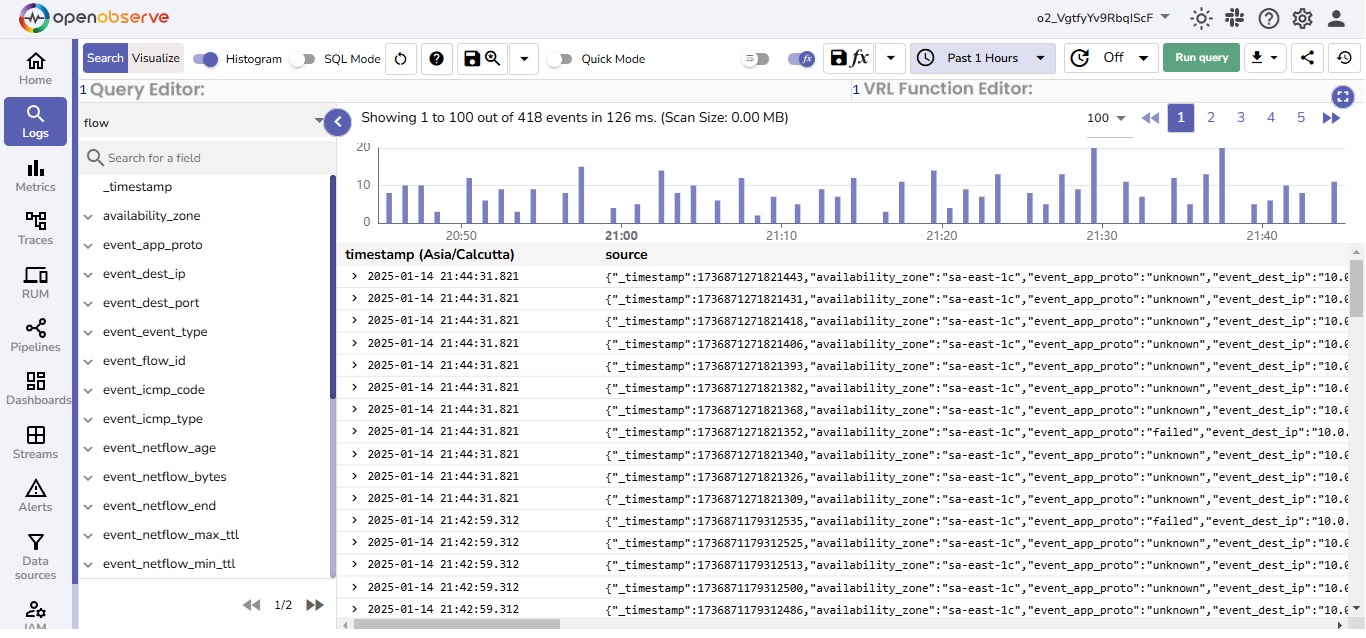 openobserve
o2_VgtfyYv9RbqIScF
Home
Logs
Metrics
Traces
RUM
Pipelines
Dashboards
Streams
Alerts
Data
sources
IAM
Search Visualize Histogram SQL Mode Quick Mode fx fx Past 1 Hours Off Run query
1 Query Editor:
1 VRL Function Editor:
flow
Search for a field
_timestamp
availability_zone
event_app_proto
event_dest_ip
event_dest_port
event_event_type
event_flow_id
event_icmp_code
event_icmp_type
event_netflow_age
event_netflow_bytes
event_netflow_end
event_netflow_max_ttl
event_netflow_min_ttl
1/2
Showing 1 to 100 out of 418 events in 126 ms. (Scan Size: 0.00 MB)
100 1 2 3 4 5
20
10
0
20:50 21:00 21:10 21:20 21:30 21:40
timestamp (Asia/Calcutta) source
2025-01-14 21:44:31.821 {"_timestamp":1736871271821443,"availability_zone":"sa-east-1c","event_app_proto":"unknown","event_dest_ip":"10.0
2025-01-14 21:44:31.821 {"_timestamp":1736871271821431,"availability_zone":"sa-east-1c","event_app_proto":"unknown","event_dest_ip":"10.0
2025-01-14 21:44:31.821 {"_timestamp":1736871271821418,"availability_zone":"sa-east-1c","event_app_proto":"unknown","event_dest_ip":"10.0
2025-01-14 21:44:31.821 {"_timestamp":1736871271821406,"availability_zone":"sa-east-1c","event_app_proto":"unknown","event_dest_ip":"10.0
2025-01-14 21:44:31.821 {"_timestamp":1736871271821393,"availability_zone":"sa-east-1c","event_app_proto":"unknown","event_dest_ip":"10.0
2025-01-14 21:44:31.821 {"_timestamp":1736871271821382,"availability_zone":"sa-east-1c","event_app_proto":"unknown","event_dest_ip":"10.0
2025-01-14 21:44:31.821 {"_timestamp":1736871271821368,"availability_zone":"sa-east-1c","event_app_proto":"unknown","event_dest_ip":"10.0
2025-01-14 21:44:31.821 {"_timestamp":1736871271821352,"availability_zone":"sa-east-1c","event_app_proto":"failed","event_dest_ip":"10.0.
2025-01-14 21:44:31.821 {"_timestamp":1736871271821340,"availability_zone":"sa-east-1c","event_app_proto":"unknown","event_dest_ip":"10.0
2025-01-14 21:44:31.821 {"_timestamp":1736871271821326,"availability_zone":"sa-east-1c","event_app_proto":"unknown","event_dest_ip":"10.0
2025-01-14 21:44:31.821 {"_timestamp":1736871271821309,"availability_zone":"sa-east-1c","event_app_proto":"unknown","event_dest_ip":"10.0
2025-01-14 21:42:59.312 {"_timestamp":1736871179312535,"availability_zone":"sa-east-1c","event_app_proto":"failed","event_dest_ip":"10.0.
2025-01-14 21:42:59.312 {"_timestamp":1736871179312525,"availability_zone":"sa-east-1c","event_app_proto":"unknown","event_dest_ip":"10.0
2025-01-14 21:42:59.312 {"_timestamp":1736871179312513,"availability_zone":"sa-east-1c","event_app_proto":"unknown","event_dest_ip":"10.0
2025-01-14 21:42:59.312 {"_timestamp":1736871179312500,"availability_zone":"sa-east-1c","event_app_proto":"unknown","event_dest_ip":"10.0
2025-01-14 21:42:59.312 {"_timestamp":1736871179312486,"availability_zone":"sa-east-1c","event_app_proto":"unknown","event_dest_ip":"10.0